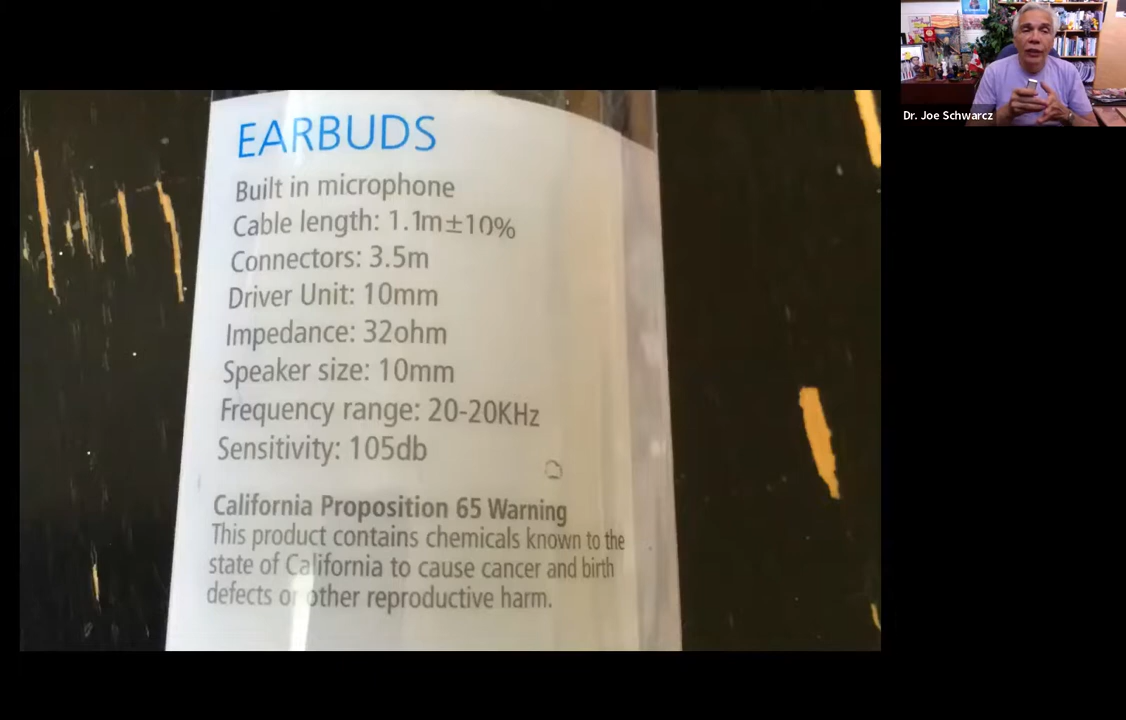 EARBUDS
Built in microphone
Cable length: 1.1m±10%
Connectors: 3.5m
Driver Unit: 10mm
Impedance: 32ohm
Speaker size: 10mm
Frequency range: 20-20KHz
Sensitivity: 105db
California Proposition 65 Warning
This product contains chemicals known to the
state of California to cause cancer and birth
defects or other reproductive harm.
Dr. Joe Schwarcz